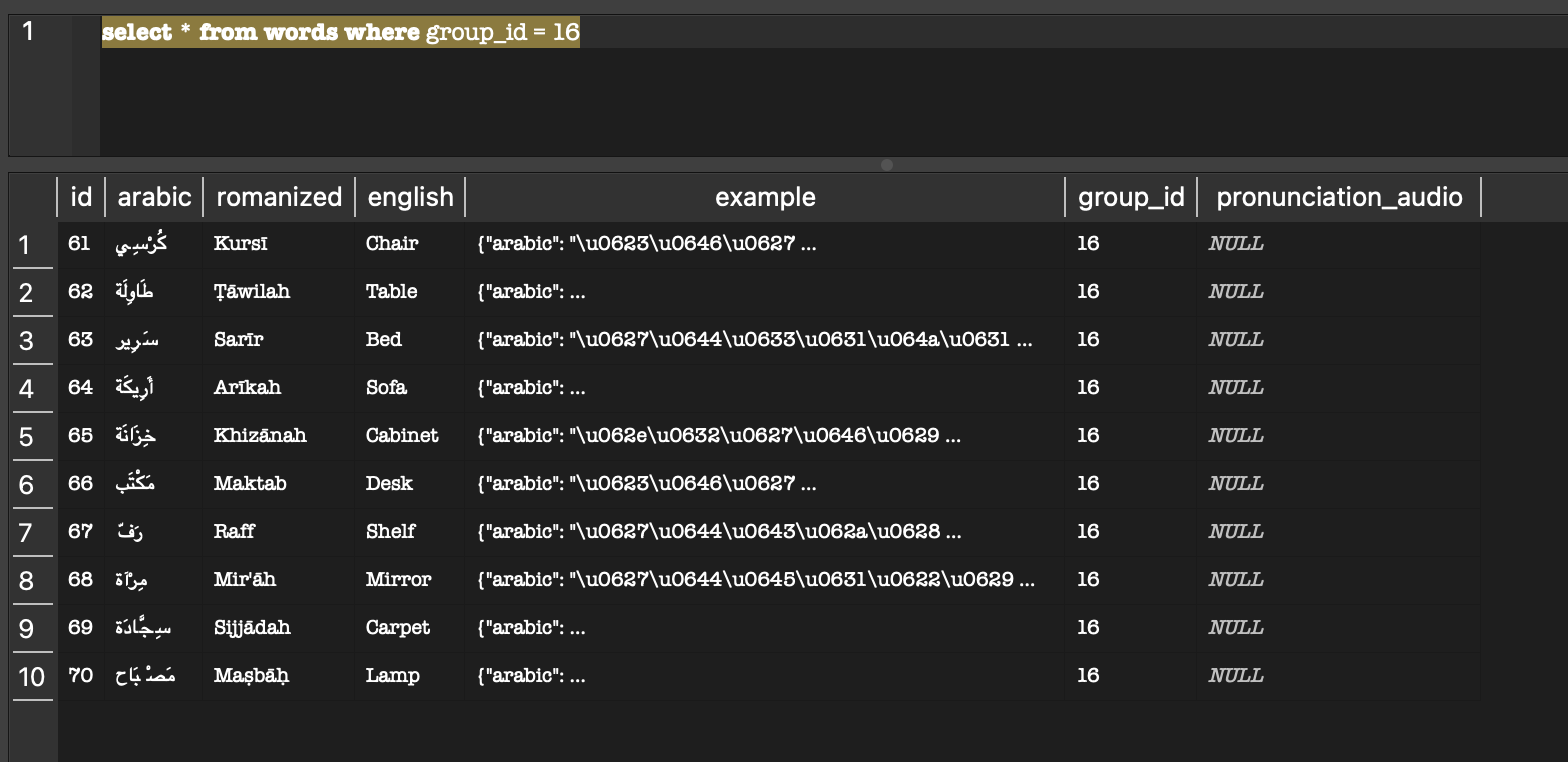 1 select * from words where group_id = 16
id arabic romanized english example group_id pronunciation_audio
1 61 كُرْسِي Kursī Chair {"arabic": "\u0623\u0646\u0627 ... 16 NULL
2 62 طَاوِلَة Ṭāwilah Table {"arabic": ... 16 NULL
3 63 سَرِير Sarīr Bed {"arabic": "\u0627\u0644\u0633\u0631\u064a\u0631 ... 16 NULL
4 64 أَرِيكَة Arīkah Sofa {"arabic": ... 16 NULL
5 65 خِزَانَة Khizānah Cabinet {"arabic": "\u062e\u0632\u0627\u0646\u0629 ... 16 NULL
6 66 مَكْتَب Maktab Desk {"arabic": "\u0623\u0646\u0627 ... 16 NULL
7 67 رَفّ Raff Shelf {"arabic": "\u0627\u0644\u0643\u062a\u0628 ... 16 NULL
8 68 مِرآة Mir'āh Mirror {"arabic": "\u0627\u0644\u0645\u0631\u0622\u0629 ... 16 NULL
9 69 سِجَّادَة Sijjādah Carpet {"arabic": ... 16 NULL
10 70 مَصْبَاح Maṣbāḥ Lamp {"arabic": ... 16 NULL